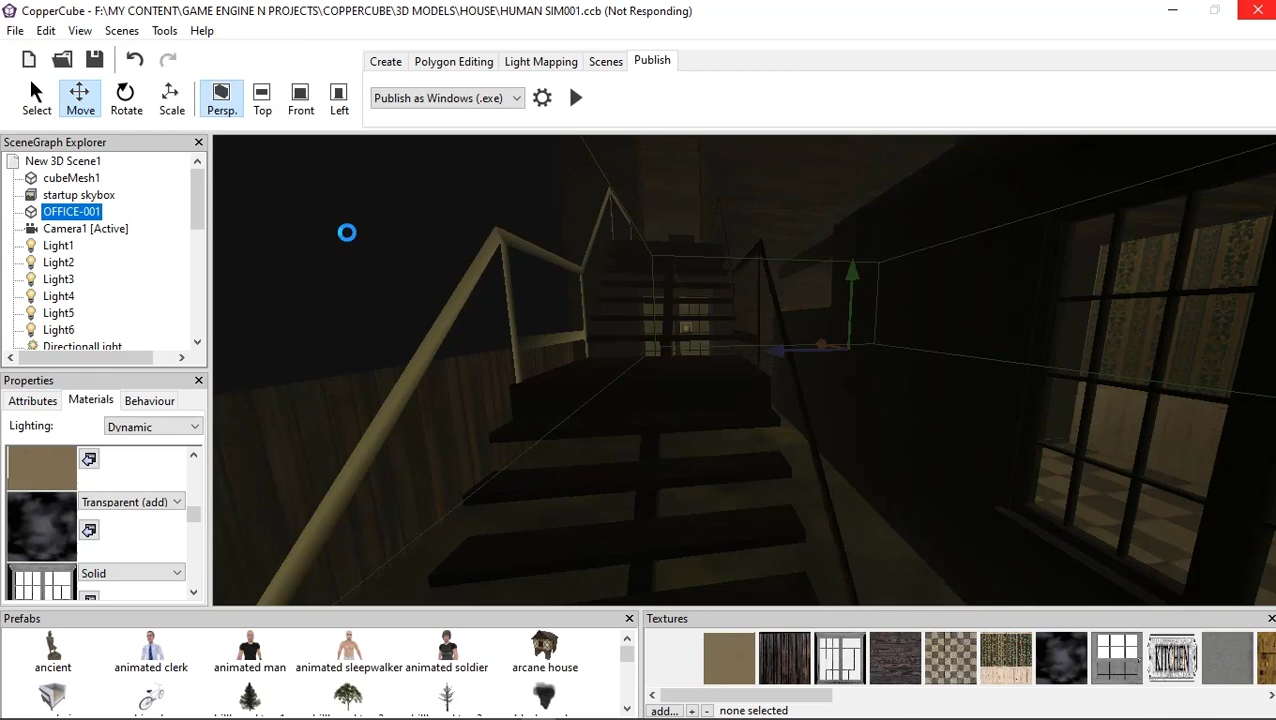 CopperCube - F:\MY CONTENT\GAME ENGINE N PROJECTS\COPPERCUBE\3D MODELS\HOUSE\HUMAN SIM001.ccb (Not Responding)
File Edit View Scenes Tools Help
Create Polygon Editing Light Mapping Scenes Publish
Select Move Rotate Scale Persp. Top Front Left
Publish as Windows (.exe)
SceneGraph Explorer
New 3D Scene1
cubeMesh1
startup skybox
OFFICE-001
Camera1 [Active]
Light1
Light2
Light3
Light4
Light5
Light6
DirectionalLight
Properties
Attributes Materials Behaviour
Lighting: Dynamic
Transparent (add)
Solid
Prefabs
ancient animated clerk animated man animated sleepwalker animated soldier arcane house
Textures
KITCHEN
add... + - none selected